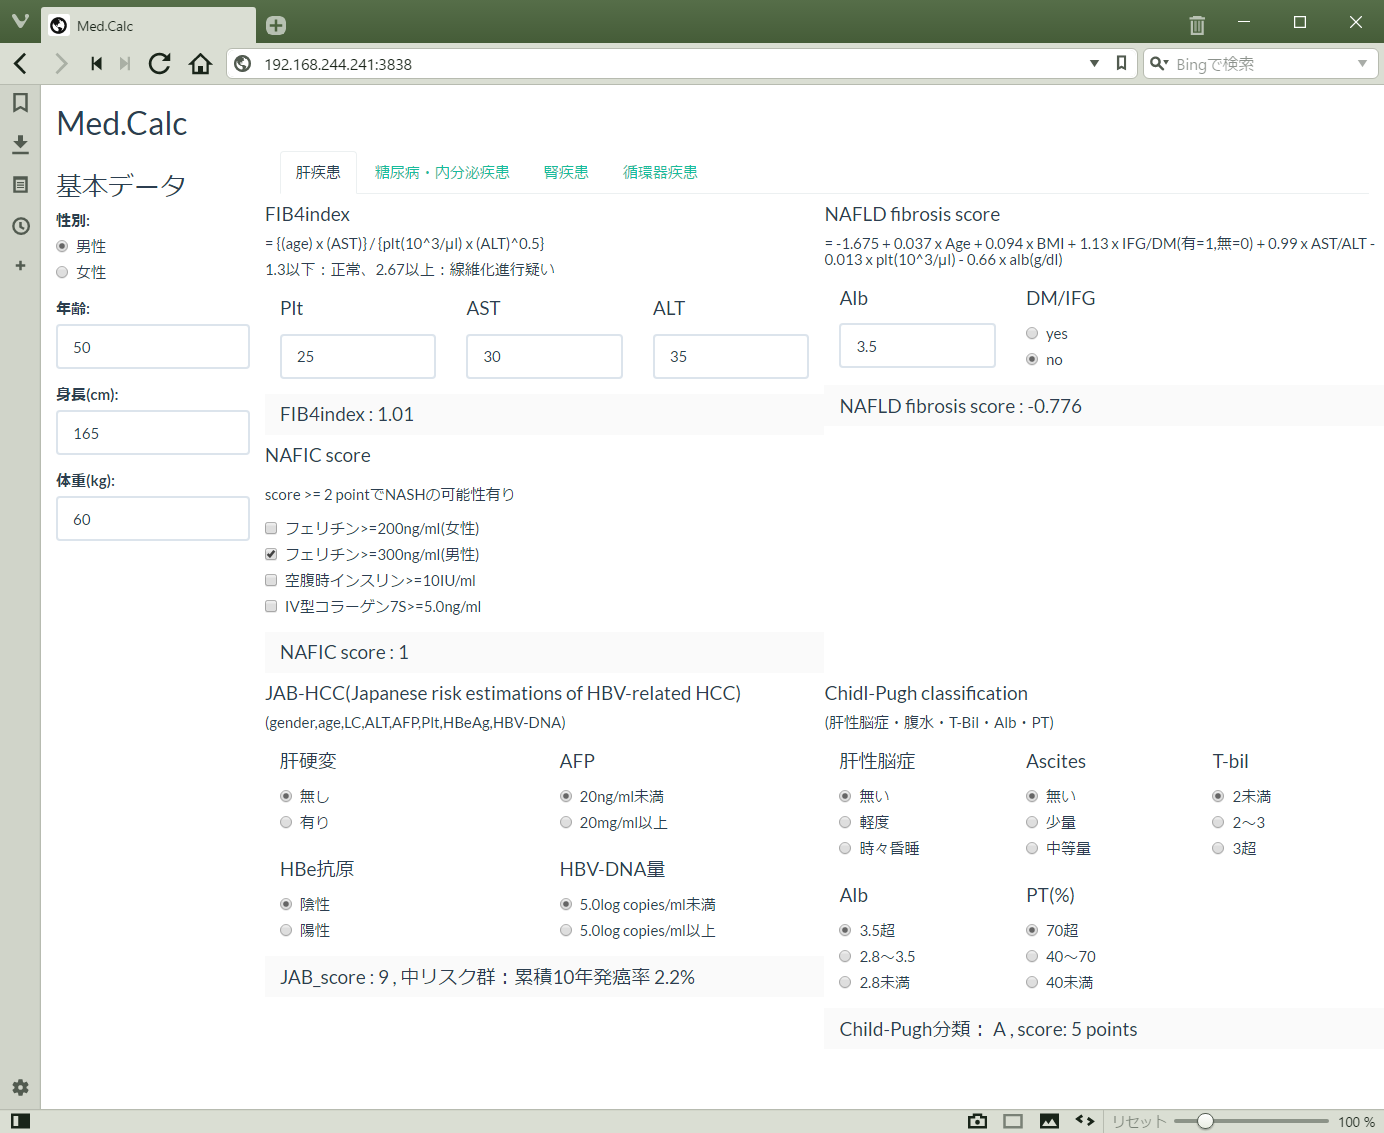 Med.Calc
192.168.244.241:3838
Bingで検索
Med.Calc
基本データ
性別:
男性
女性
年齢:
50
身長(cm):
165
体重(kg):
60
肝疾患 糖尿病・内分泌疾患 腎疾患 循環器疾患
FIB4index
= {(age) x (AST)} / {plt(10^3/μl) x (ALT)^0.5}
1.3以下：正常、2.67以上：線維化進行疑い
Plt AST ALT
25 30 35
FIB4index : 1.01
NAFLD fibrosis score
= -1.675 + 0.037 x Age + 0.094 x BMI + 1.13 x IFG/DM(有=1,無=0) + 0.99 x AST/ALT -
0.013 x plt(10^3/μl) - 0.66 x alb(g/dl)
Alb DM/IFG
3.5
yes
no
NAFLD fibrosis score : -0.776
NAFIC score
score >= 2 pointでNASHの可能性有り
フェリチン>=200ng/ml(女性)
フェリチン>=300ng/ml(男性)
空腹時インスリン>=10IU/ml
IV型コラーゲン7S>=5.0ng/ml
NAFIC score : 1
JAB-HCC(Japanese risk estimations of HBV-related HCC)
(gender,age,LC,ALT,AFP,Plt,HBeAg,HBV-DNA)
肝硬変 AFP
無し 20ng/ml未満
有り 20mg/ml以上
HBe抗原 HBV-DNA量
陰性 5.0log copies/ml未満
陽性 5.0log copies/ml以上
JAB_score : 9 , 中リスク群：累積10年発癌率 2.2%
Chidl-Pugh classification
(肝性脳症・腹水・T-Bil・Alb・PT)
肝性脳症 Ascites T-bil
無い 無い 2未満
軽度 少量 2～3
時々昏睡 中等量 3超
Alb PT(%)
3.5超 70超
2.8～3.5 40～70
2.8未満 40未満
Child-Pugh分類： A , score: 5 points
リセット 100 %